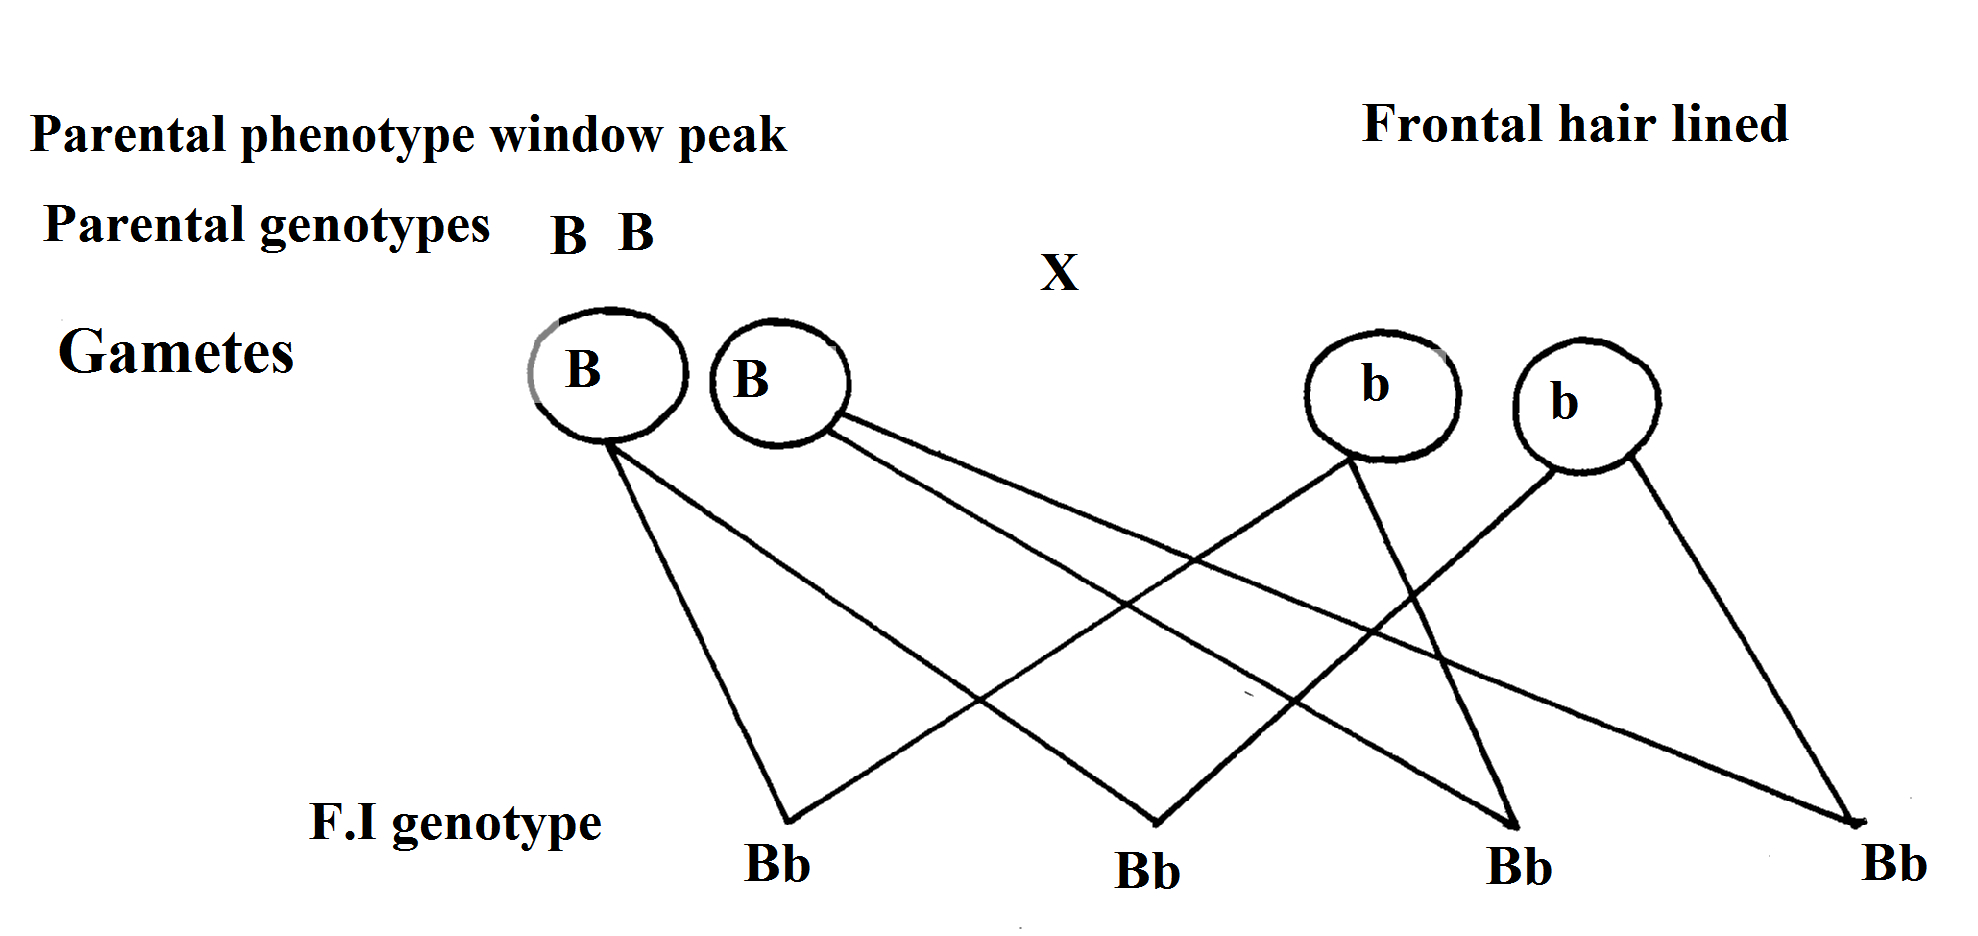 Parental phenotype window peak
Frontal hair lined
Parental genotypes B B
X
Gametes
B
B
b
b
F.I genotype
Bb
Bb
Bb
Bb